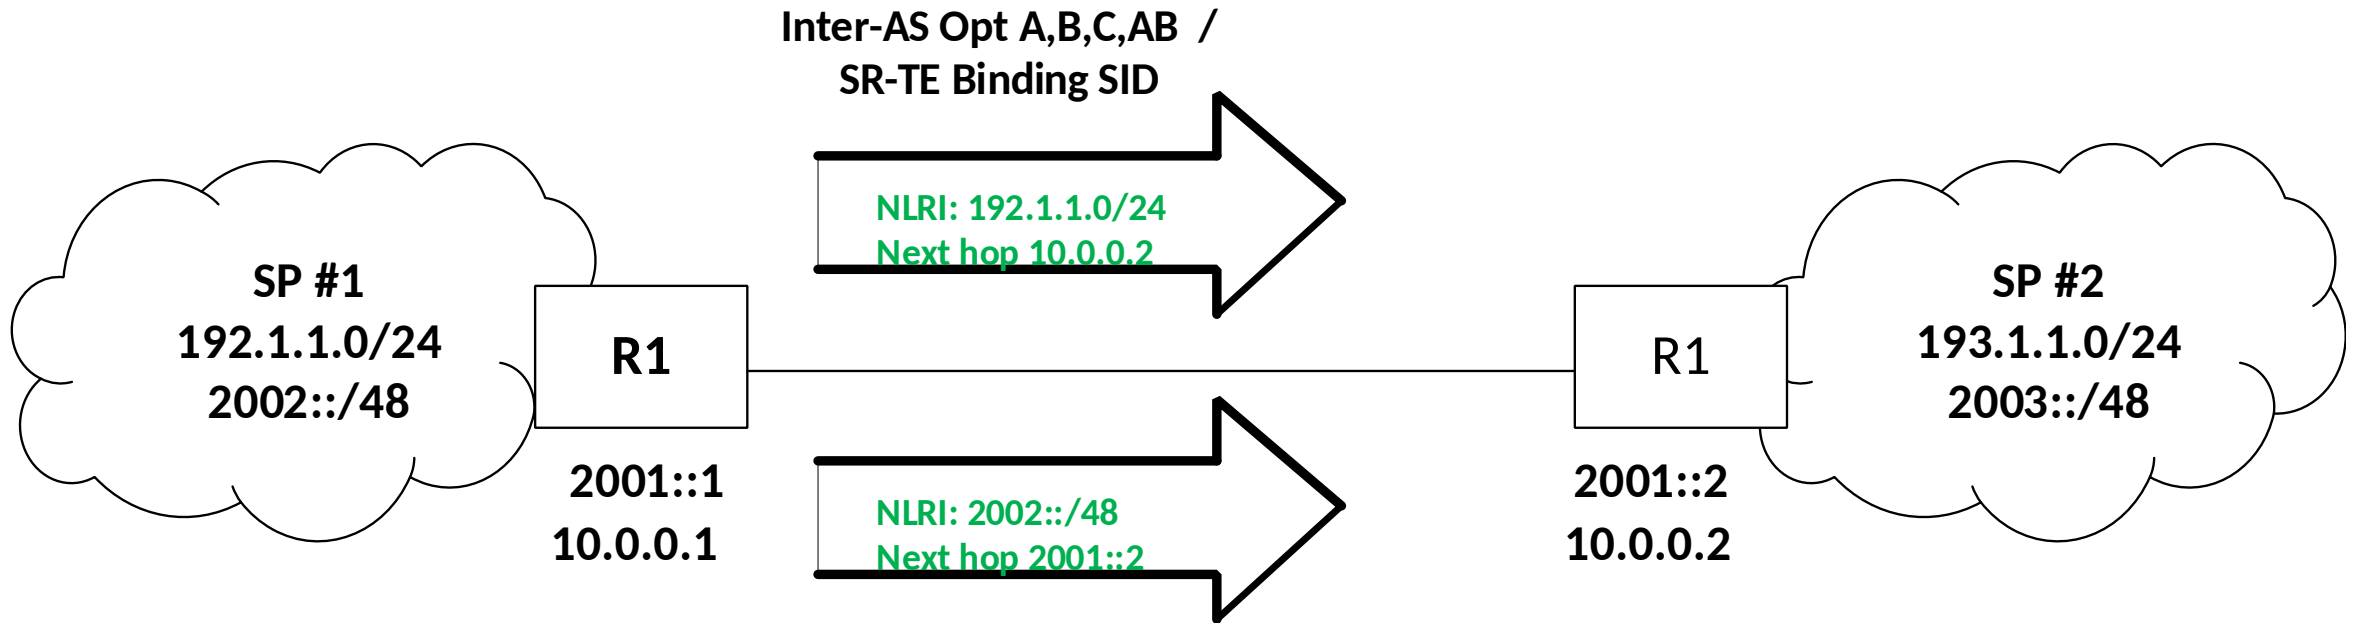 Inter-AS Opt A,B,C,AB /
SR-TE Binding SID
NLRI: 192.1.1.0/24
Next hop 10.0.0.2
SP #1
192.1.1.0/24
2002::/48
R1
R1
SP #2
193.1.1.0/24
2003::/48
2001::1
10.0.0.1
NLRI: 2002::/48
Next hop 2001::2
2001::2
10.0.0.2